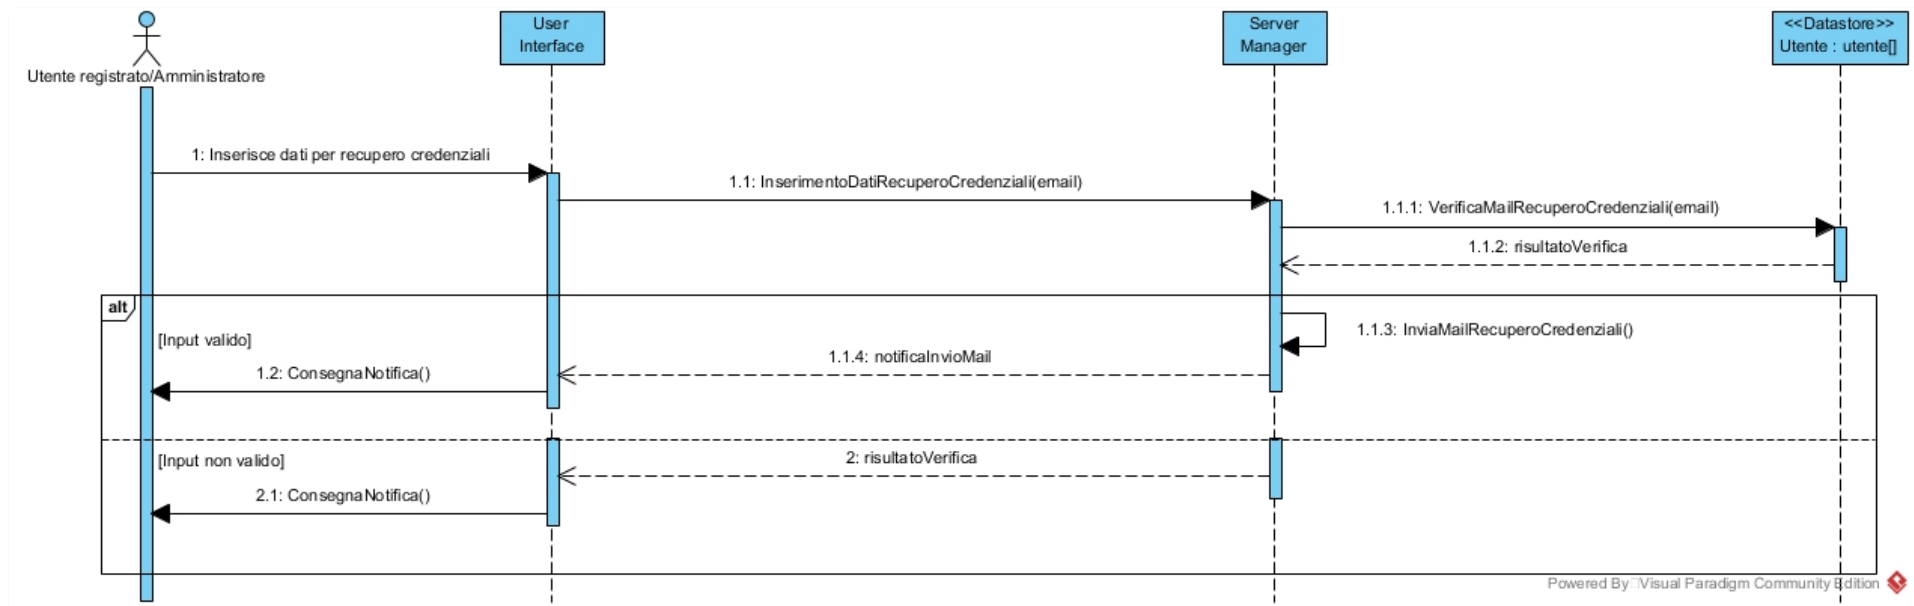 User
Interface
Server
Manager
<<Datastore>>
Utente : utente[]
Utente registrato/Amministratore
1: Inserisce dati per recupero credenziali
1.1: InserimentoDatiRecuperoCredenziali(email)
1.1.1: VerificaMailRecuperoCredenziali(email)
1.1.2: risultatoVerifica
alt
[Input valido]
1.1.3: InviaMailRecuperoCredenziali()
1.1.4: notificaInvioMail
1.2: ConsegnaNotifica()
[Input non valido]
2: risultatoVerifica
2.1: ConsegnaNotifica()
Powered By Visual Paradigm Community Edition